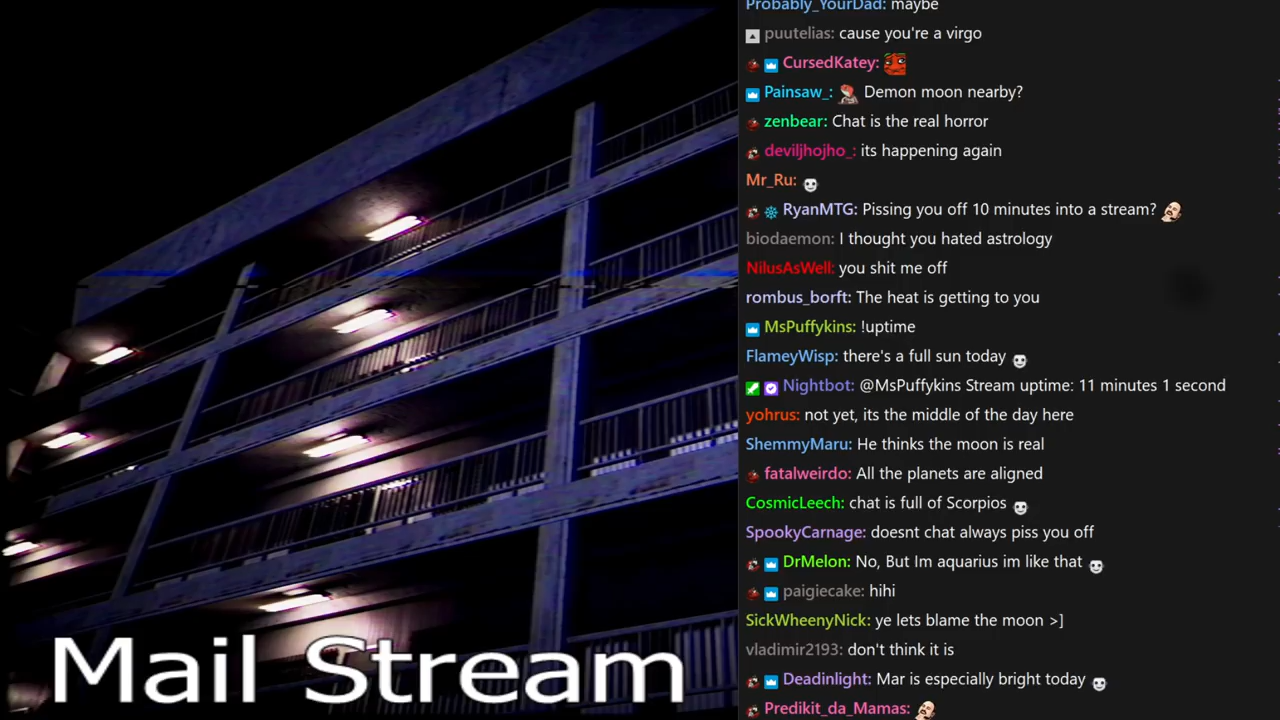 Probably_YourDad: maybe
puutelias: cause you're a virgo
CursedKatey:
Painsaw_: Demon moon nearby?
zenbear: Chat is the real horror
deviljhojho_: its happening again
Mr_Ru:
RyanMTG: Pissing you off 10 minutes into a stream?
biodaemon: I thought you hated astrology
NilusAsWell: you shit me off
rombus_borft: The heat is getting to you
MsPuffykins: !uptime
FlameyWisp: there's a full sun today
Nightbot: @MsPuffykins Stream uptime: 11 minutes 1 second
yohrus: not yet, its the middle of the day here
ShemmyMaru: He thinks the moon is real
fatalweirdo: All the planets are aligned
CosmicLeech: chat is full of Scorpios
SpookyCarnage: doesnt chat always piss you off
DrMelon: No, But Im aquarius im like that
paigiecake: hihi
SickWheenyNick: ye lets blame the moon >]
vladimir2193: don't think it is
Deadinlight: Mar is especially bright today
Predikit_da_Mamas:
Mail Stream